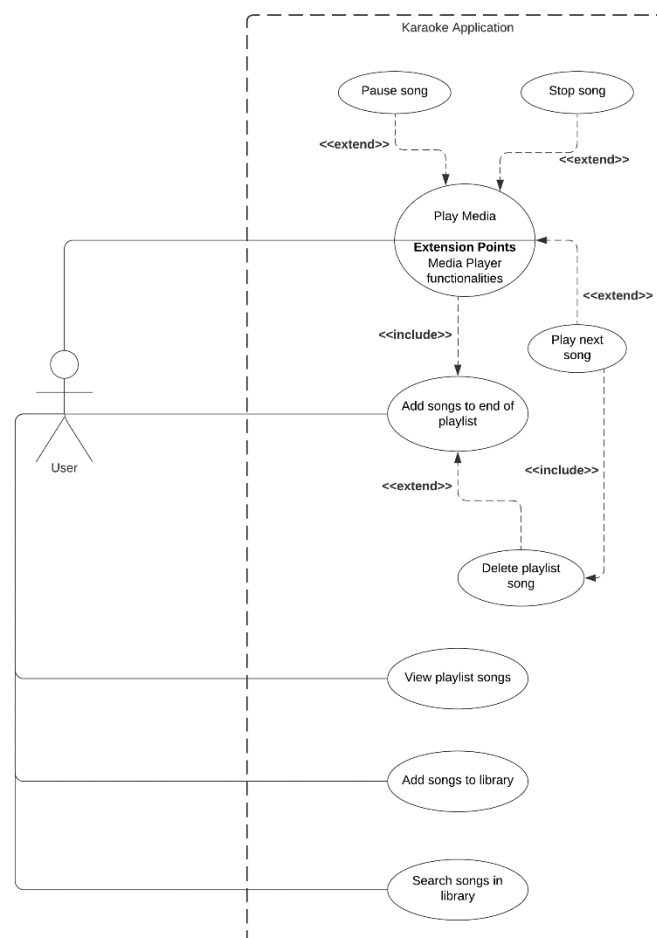 Karaoke Application
Pause song
Stop song
<<extend>>
<<extend>>
Play Media
Extension Points
Media Player
functionalities
<<extend>>
<<include>>
Play next
song
Add songs to end of
playlist
User
<<include>>
<<extend>>
Delete playlist
song
View playlist songs
Add songs to library
Search songs in
library